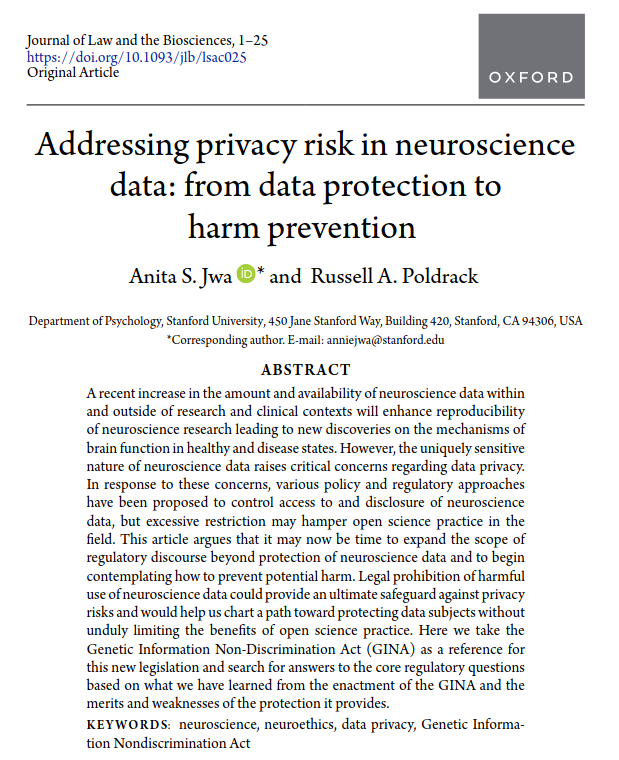 Journal of Law and the Biosciences, 1–25
https://doi.org/10.1093/jlb/lsac025
Original Article
OXFORD
Addressing privacy risk in neuroscience
data: from data protection to
harm prevention
Anita S. Jwa iD * and Russell A. Poldrack
Department of Psychology, Stanford University, 450 Jane Stanford Way, Building 420, Stanford, CA 94306, USA
*Corresponding author. E-mail: anniejwa@stanford.edu
ABSTRACT
A recent increase in the amount and availability of neuroscience data within
and outside of research and clinical contexts will enhance reproducibility
of neuroscience research leading to new discoveries on the mechanisms of
brain function in healthy and disease states. However, the uniquely sensitive
nature of neuroscience data raises critical concerns regarding data privacy.
In response to these concerns, various policy and regulatory approaches
have been proposed to control access to and disclosure of neuroscience
data, but excessive restriction may hamper open science practice in the
field. This article argues that it may now be time to expand the scope of
regulatory discourse beyond protection of neuroscience data and to begin
contemplating how to prevent potential harm. Legal prohibition of harmful
use of neuroscience data could provide an ultimate safeguard against privacy
risks and would help us chart a path toward protecting data subjects without
unduly limiting the benefits of open science practice. Here we take the
Genetic Information Non-Discrimination Act (GINA) as a reference for
this new legislation and search for answers to the core regulatory questions
based on what we have learned from the enactment of the GINA and the
merits and weaknesses of the protection it provides.
KEYWORDS: neuroscience, neuroethics, data privacy, Genetic Informa-
tion Nondiscrimination Act